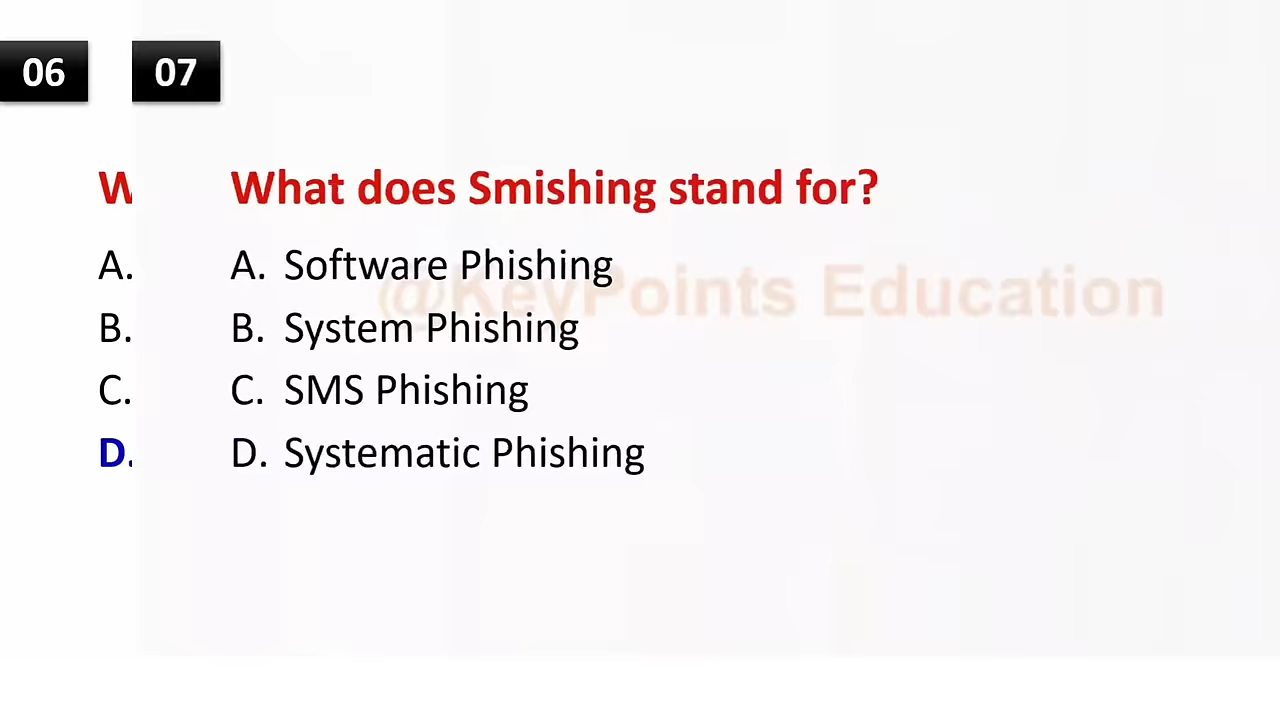 06
07
W
What does Smishing stand for?
A.
A. Software Phishing
B.
B. System Phishing
C.
C. SMS Phishing
D.
D. Systematic Phishing
@KeyPoints Education